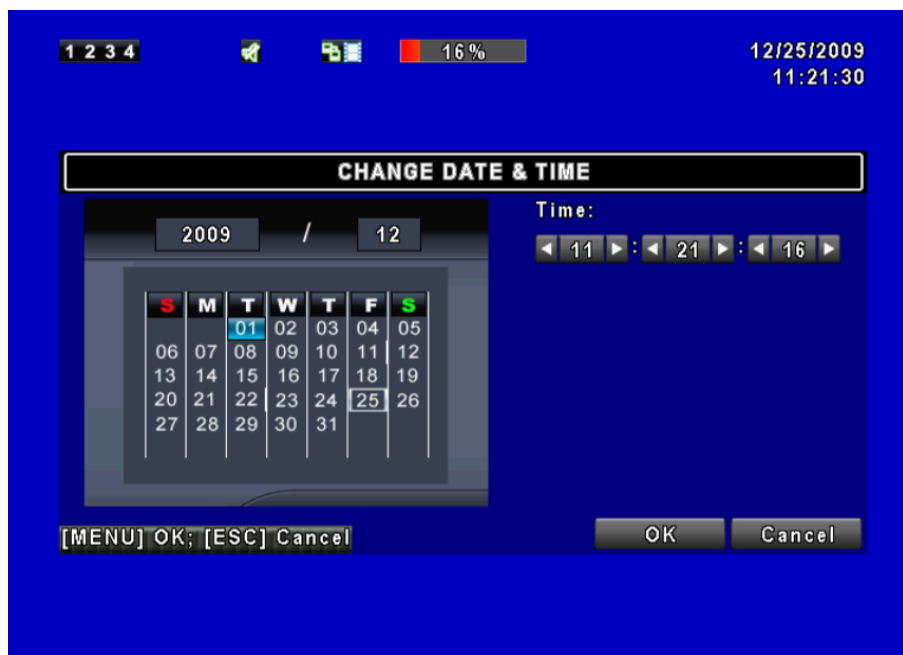 1 2 3 4 16% 12/25/2009
11:21:30
CHANGE DATE & TIME
2009 / 12
Time:
11 : 21 : 16
S M T W T F S
01 02 03 04 05
06 07 08 09 10 11 12
13 14 15 16 17 18 19
20 21 22 23 24 25 26
27 28 29 30 31
[MENU] OK; [ESC] Cancel OK Cancel